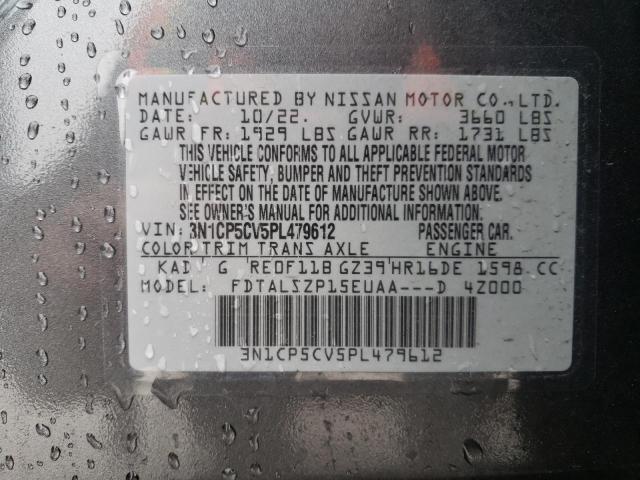 MANUFACTURED BY NISSAN MOTOR CO.,LTD.
DATE: 10/22. GVWR: 3660 LBS
GAWR FR: 1929 LBS GAWR RR: 1731 LBS
THIS VEHICLE CONFORMS TO ALL APPLICABLE FEDERAL MOTOR
VEHICLE SAFETY, BUMPER AND THEFT PREVENTION STANDARDS
IN EFFECT ON THE DATE OF MANUFACTURE SHOWN ABOVE.
SEE OWNER'S MANUAL FOR ADDITIONAL INFORMATION.
VIN: 3N1CP5CV5PL479612 PASSENGER CAR.
COLOR TRIM TRANS AXLE ENGINE
KAD G RE0F11B GZ39 HR16DE 1598 CC
MODEL: FDTALSZP15EUAA---D 4Z000
3N1CP5CV5PL479612